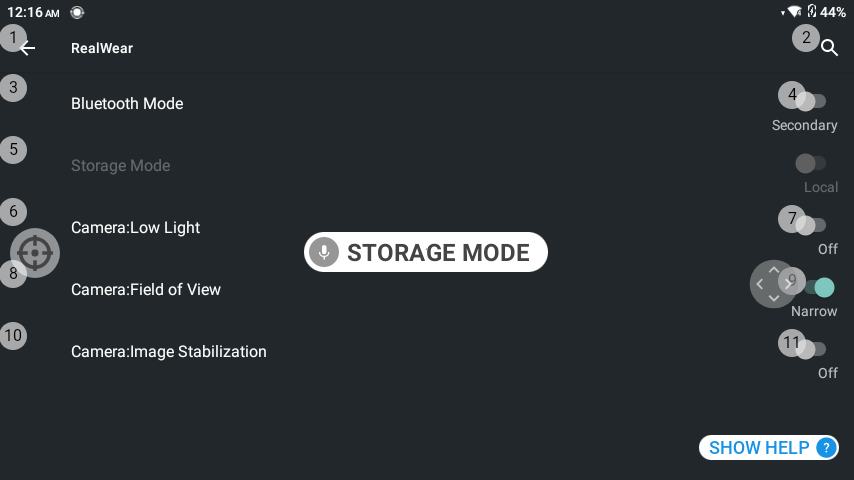 12:16 AM 44%
1 RealWear 2
3 Bluetooth Mode 4
Secondary
5 Storage Mode
Local
6 Camera:Low Light 7
STORAGE MODE
Off
8 Camera:Field of View 9
Narrow
10 Camera:Image Stabilization 11
Off
SHOW HELP ?